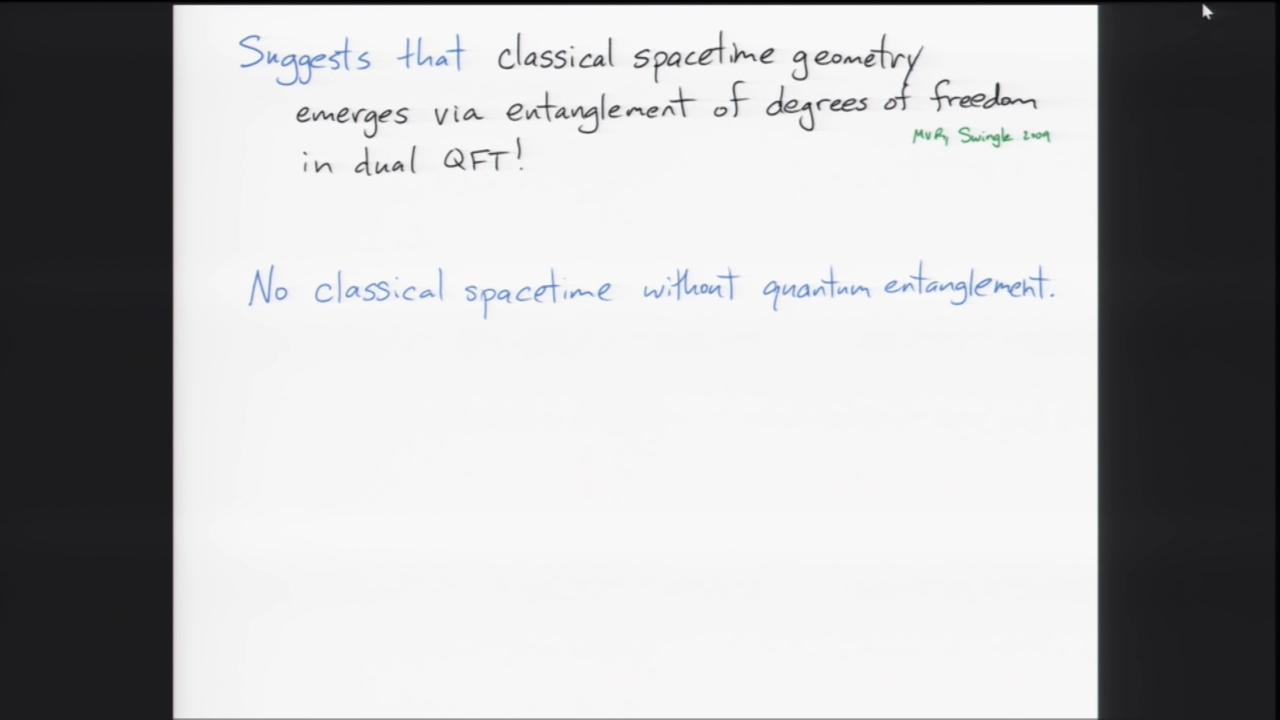 Suggests that classical spacetime geometry
emerges via entanglement of degrees of freedom
MVR, Swingle 2009
in dual QFT!
No classical spacetime without quantum entanglement.